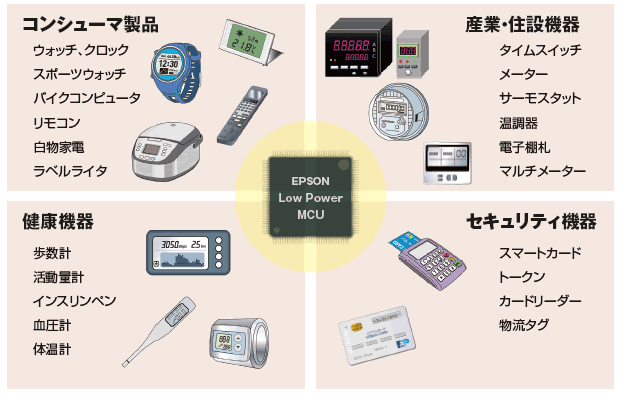 コンシューマ製品
ウォッチ、クロック
スポーツウォッチ
バイクコンピュータ
リモコン
白物家電
ラベルライタ
産業・住設機器
タイムスイッチ
メーター
サーモスタット
温調器
電子棚札
マルチメーター
EPSON
Low Power
MCU
健康機器
歩数計
活動量計
インスリンペン
血圧計
体温計
セキュリティ機器
スマートカード
トークン
カードリーダー
物流タグ